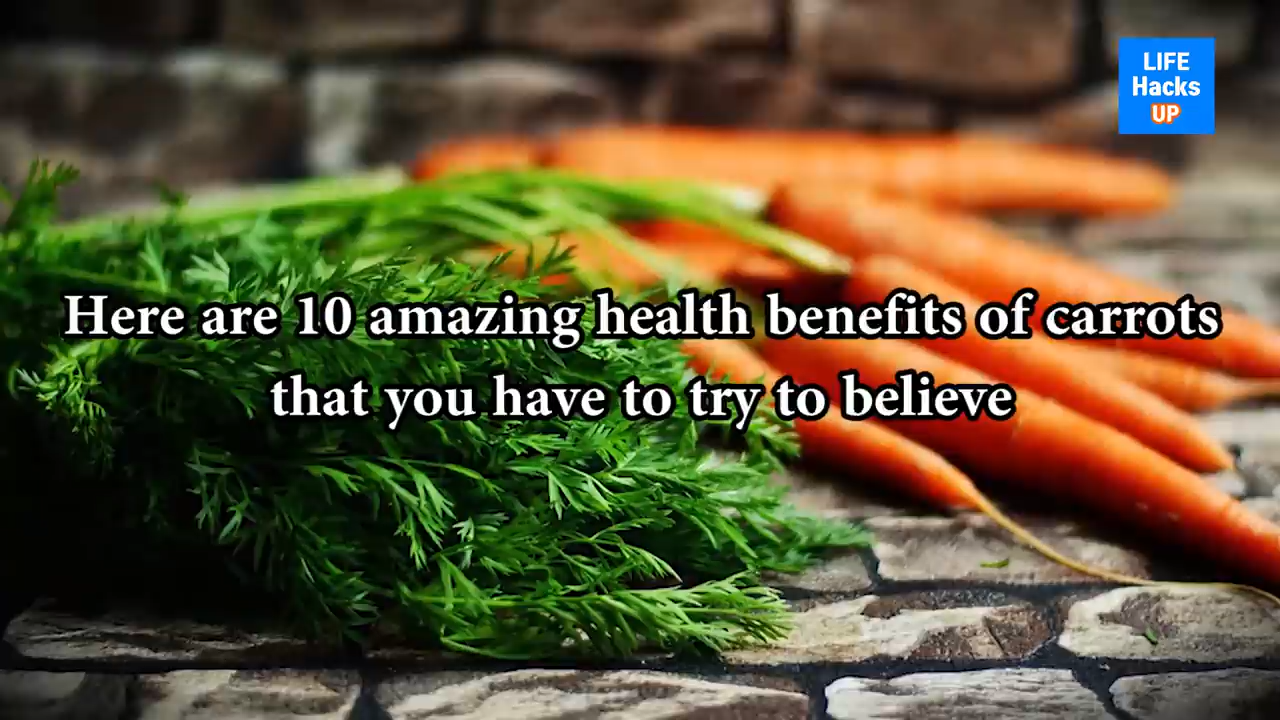 LIFE
Hacks
UP
Here are 10 amazing health benefits of carrots
that you have to try to believe